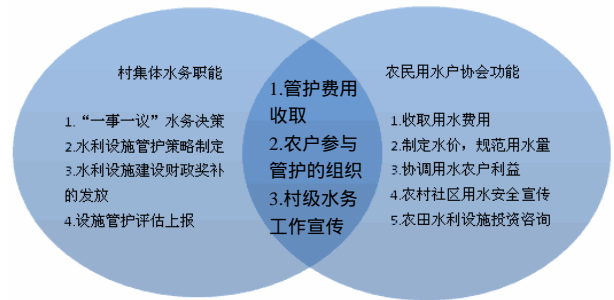 村集体水务职能
1.“一事一议”水务决策
2.水利设施管护策略制定
3.水利设施建设财政奖补
的发放
4.设施管护评估上报
1.管护费用
收取
2.农户参与
管护的组织
3.村级水务
工作宣传
农民用水户协会功能
1.收取用水费用
2.制定水价，规范用水量
3.协调用水农户利益
4.农村社区用水安全宣传
5.农田水利设施投资咨询